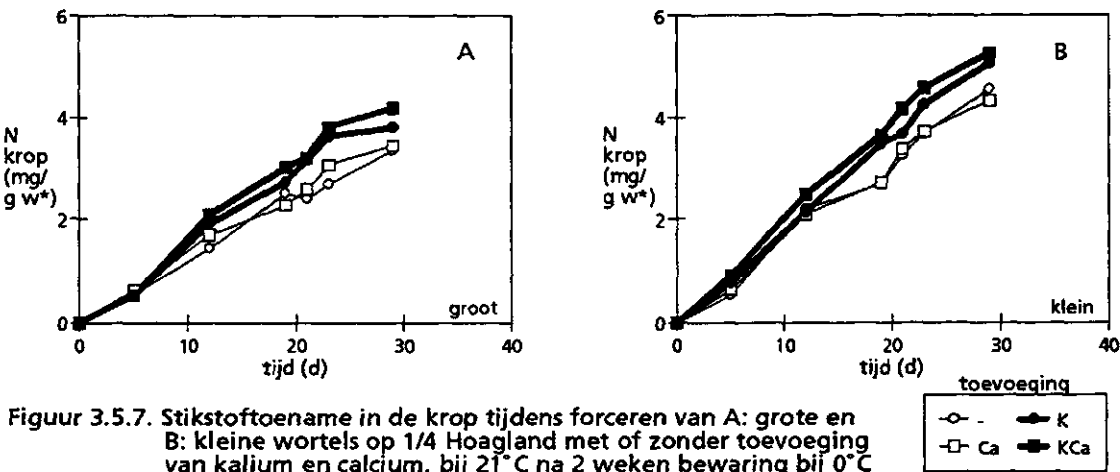 6
4
2
0
N
krop
(mg/
g w*)
A
groot
0
10
20
30
40
tijd (d)
6
4
2
0
N
krop
(mg/
g w*)
B
klein
0
10
20
30
40
tijd (d)
toevoeging
-
K
Ca
KCa
Figuur 3.5.7. Stikstoftoename in de krop tijdens forceren van A: grote en
B: kleine wortels op 1/4 Hoagland met of zonder toevoeging
van kalium en calcium, bij 21°C na 2 weken bewaring bij 0°C